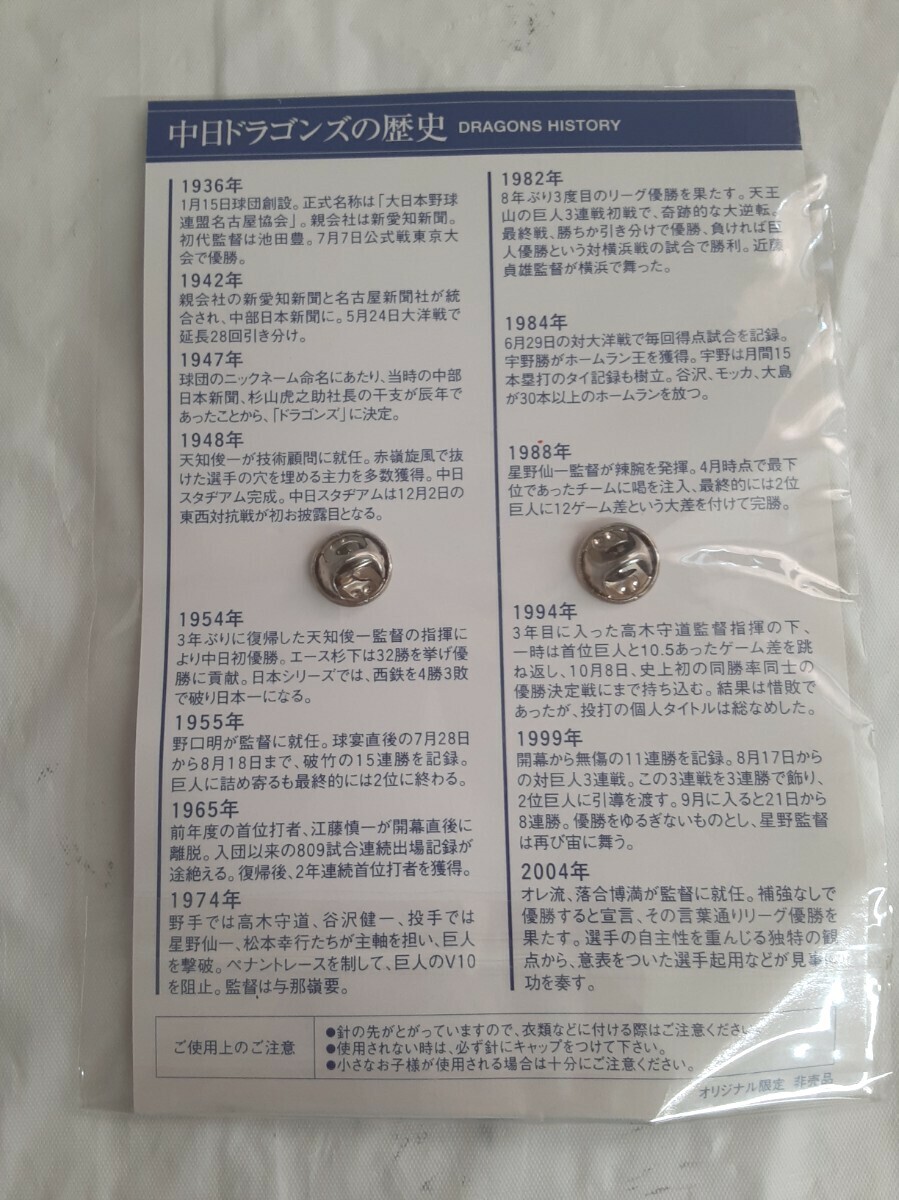 中日ドラゴンズの歴史 DRAGONS HISTORY
1936年
1月15日球団創設。正式名称は「大日本野球
連盟名古屋協会」。親会社は新愛知新聞。
初代監督は池田豊。7月7日公式戦東京大
会で優勝。
1942年
親会社の新愛知新聞と名古屋新聞社が統
合され、中部日本新聞に。5月24日大洋戦で
延長28回引き分け。
1947年
球団のニックネーム命名にあたり、当時の中部
日本新聞、杉山虎之助社長の干支が辰年で
あったことから、「ドラゴンズ」に決定。
1948年
天知俊一が技術顧問に就任。赤嶺旋風で抜
けた選手の穴を埋める主力を多数獲得。中日
スタヂアム完成。中日スタヂアムは12月2日の
東西対抗戦が初お披露目となる。
1954年
3年ぶりに復帰した天知俊一監督の指揮に
より中日初優勝。エース杉下は32勝を挙げ優
勝に貢献。日本シリーズでは、西鉄を4勝3敗
で破り日本一になる。
1955年
野口明が監督に就任。球宴直後の7月28日
から8月18日まで、破竹の15連勝を記録。
巨人に詰め寄るも最終的には2位に終わる。
1965年
前年度の首位打者、江藤慎一が開幕直後に
離脱。入団以来の809試合連続出場記録が
途絶える。復帰後、2年連続首位打者を獲得。
1974年
野手では高木守道、谷沢健一、投手では
星野仙一、松本幸行たちが主軸を担い、巨人
を撃破。ペナントレースを制して、巨人のV10
を阻止。監督は与那嶺要。
1982年
8年ぶり3度目のリーグ優勝を果たす。天王
山の巨人3連戦初戦で、奇跡的な大逆転。
最終戦、勝ちか引き分けで優勝、負ければ巨
人優勝という対横浜戦の試合で勝利。近藤
貞雄監督が横浜で舞った。
1984年
6月29日の対大洋戦で毎回得点試合を記録。
宇野勝がホームラン王を獲得。宇野は月間15
本塁打のタイ記録も樹立。谷沢、モッカ、大島
が30本以上のホームランを放つ。
1988年
星野仙一監督が辣腕を発揮。4月時点で最下
位であったチームに喝を注入、最終的には2位
巨人に12ゲーム差という大差を付けて完勝。
1994年
3年目に入った高木守道監督指揮の下、
一時は首位巨人と10.5あったゲーム差を跳
ね返し、10月8日、史上初の同勝率同士の
優勝決定戦にまで持ち込む。結果は惜敗で
あったが、投打の個人タイトルは総なめした。
1999年
開幕から無傷の11連勝を記録。8月17日から
の対巨人3連戦。この3連戦を3連勝で飾り、
2位巨人に引導を渡す。9月に入ると21日から
8連勝。優勝をゆるぎないものとし、星野監督
は再び宙に舞う。
2004年
オレ流、落合博満が監督に就任。補強なしで
優勝すると宣言、その言葉通りリーグ優勝を
果たす。選手の自主性を重んじる独特の観
点から、意表をついた選手起用などが見事に
功を奏す。
ご使用上のご注意
●針の先がとがっていますので、衣類などに付ける際はご注意ください。
●使用されない時は、必ず針にキャップをつけて下さい。
●小さなお子様が使用される場合は十分にご注意ください。
オリジナル限定 非売品